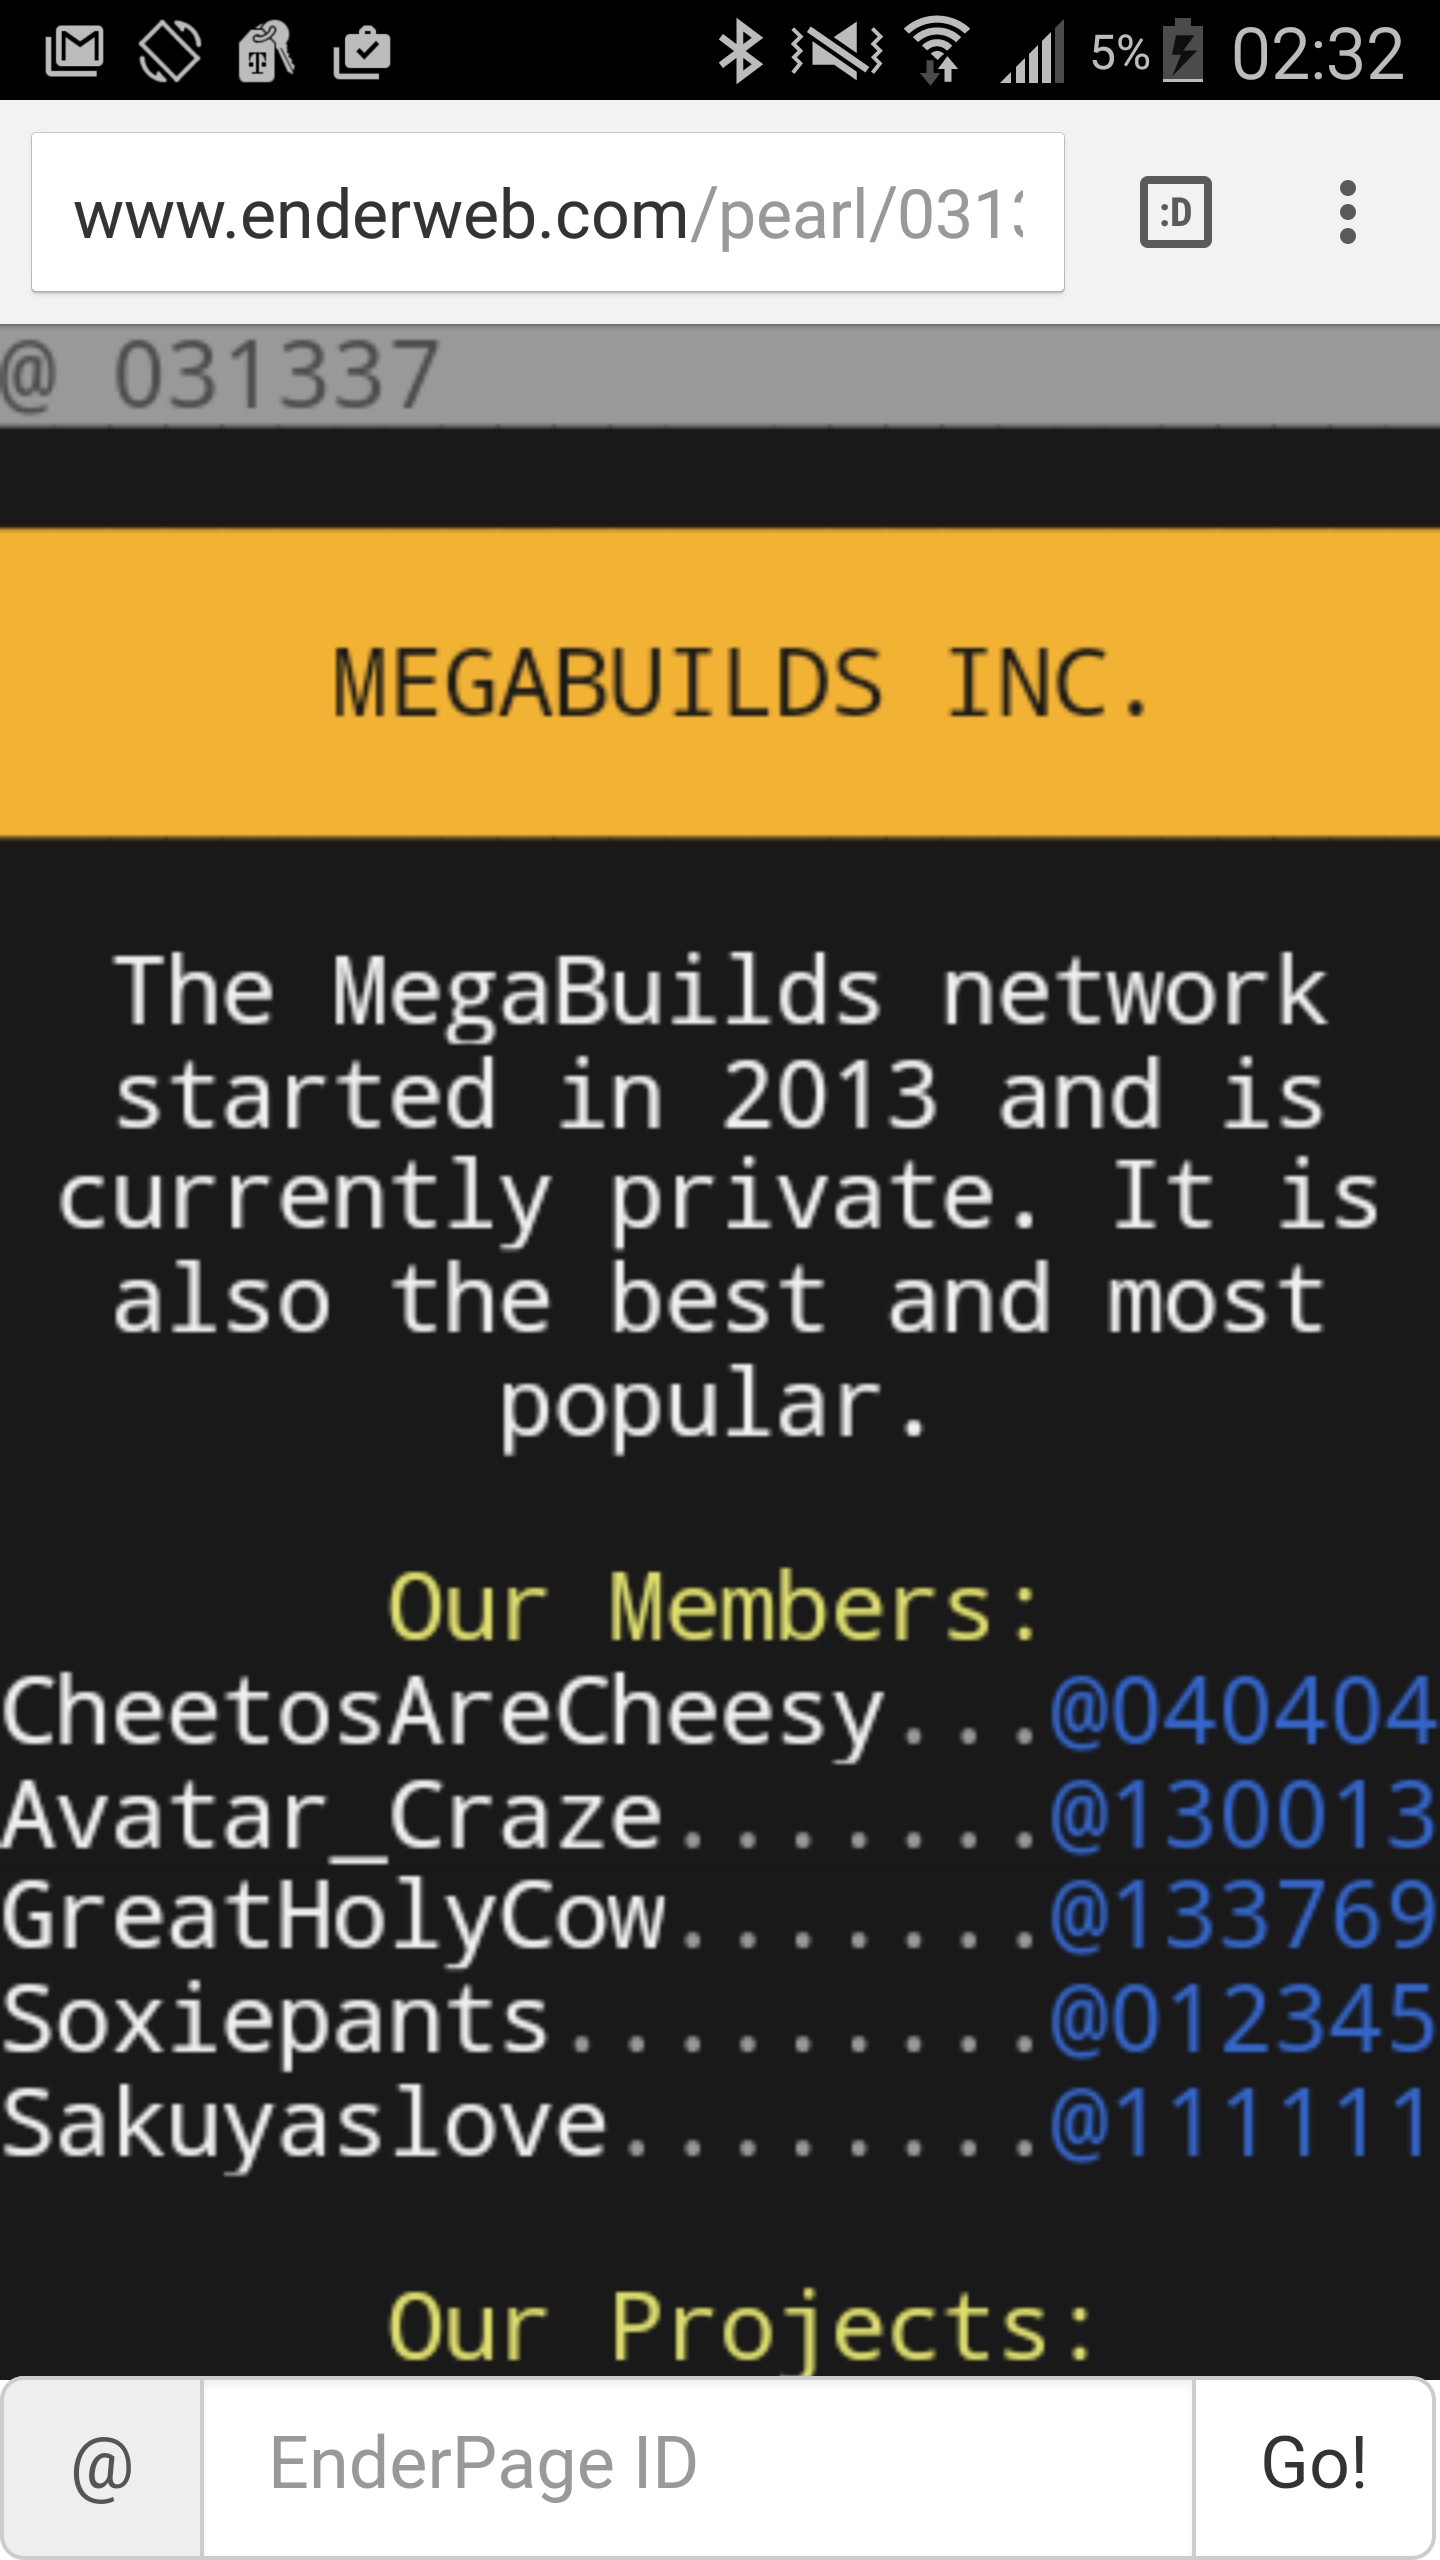 5% 02:32
www.enderweb.com/pearl/0313
:D
@ 031337
MEGABUILDS INC.
The MegaBuilds network
started in 2013 and is
currently private. It is
also the best and most
popular.
Our Members:
CheetosAreCheesy...@040404
Avatar_Craze.......@130013
GreatHolyCow.......@133769
Soxiepants.........@012345
Sakuyaslove........@111111
Our Projects:
@ EnderPage ID Go!